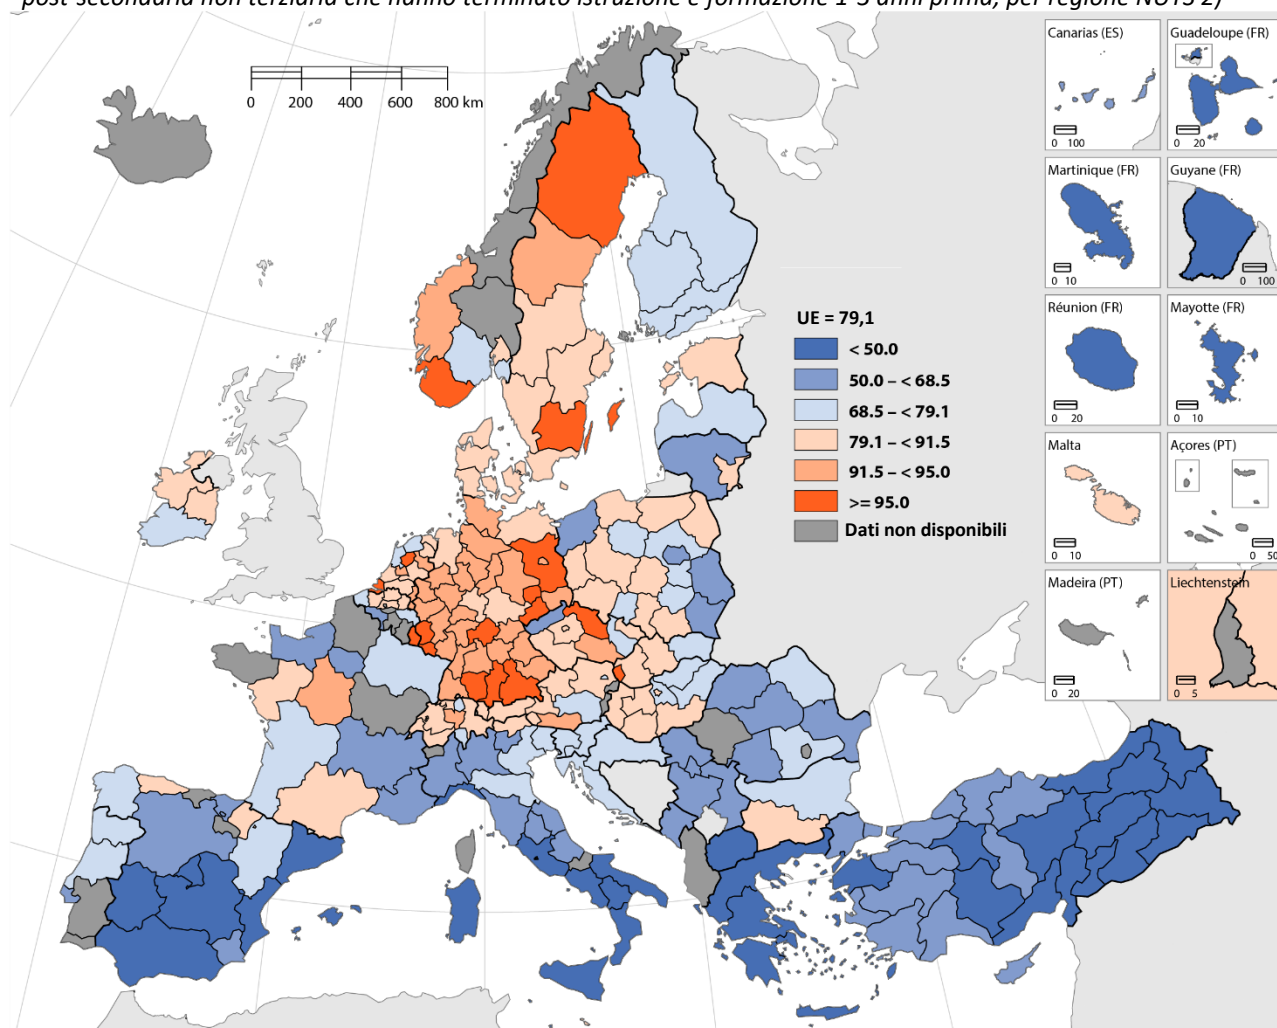 post-secondaria non terziaria che hanno terminato istruzione e formazione 1-3 anni prima, per regione NUTS 2)
0 200 400 600 800 km
UE = 79,1
< 50.0
50.0 – < 68.5
68.5 – < 79.1
79.1 – < 91.5
91.5 – < 95.0
>= 95.0
Dati non disponibili
Canarias (ES)
0 100
Guadeloupe (FR)
0 20
Martinique (FR)
0 10
Guyane (FR)
0 100
Réunion (FR)
0 20
Mayotte (FR)
0 10
Malta
0 10
Açores (PT)
0 50
Madeira (PT)
0 20
Liechtenstein
0 5